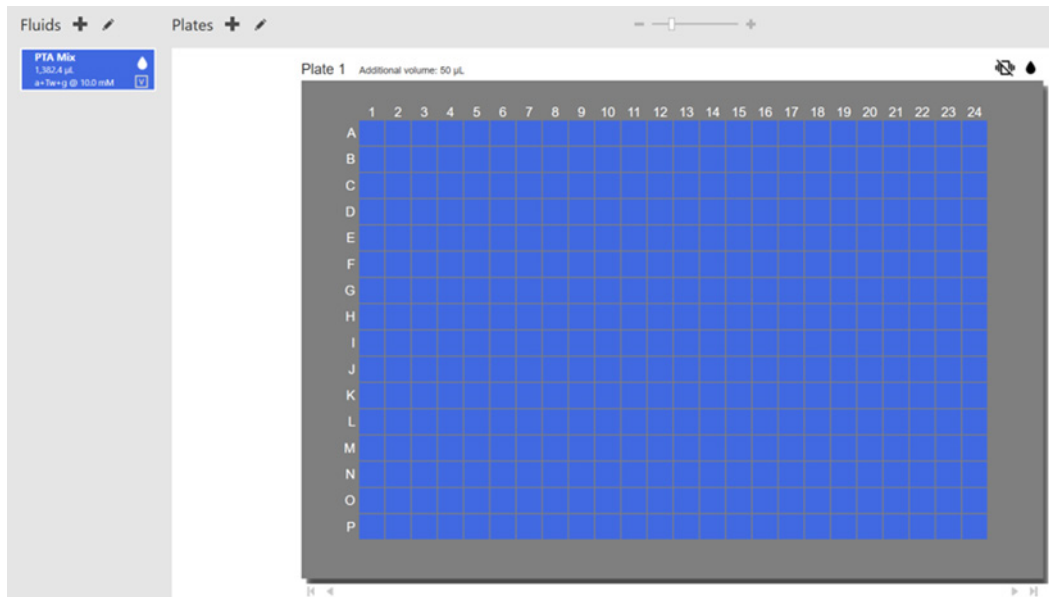 Fluids
Plates
PTA Mix
1,382.4 µL
a+Tw+g @ 10.0 mM
V
Plate 1 Additional volume: 50 µL
1 2 3 4 5 6 7 8 9 10 11 12 13 14 15 16 17 18 19 20 21 22 23 24
A
B
C
D
E
F
G
H
I
J
K
L
M
N
O
P